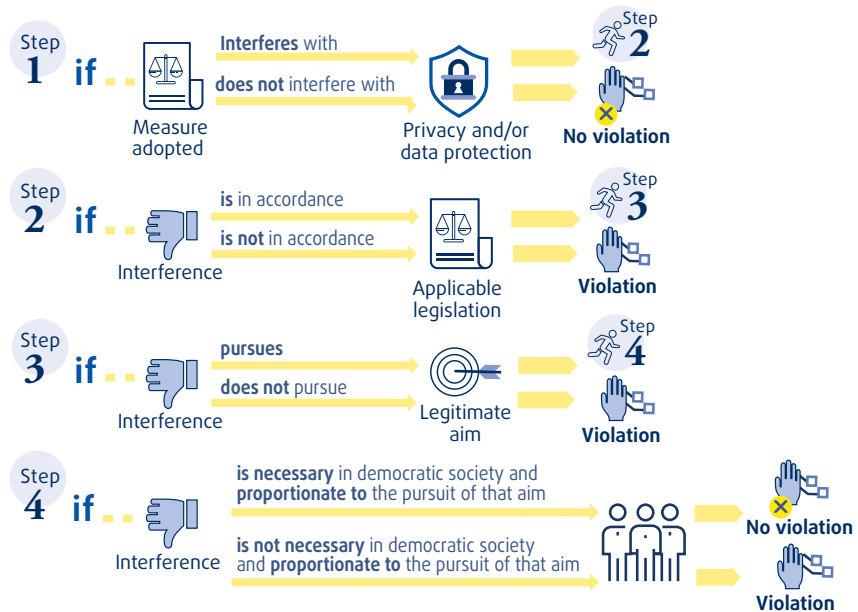 Step
1
if
Measure
adopted
Interferes with
does not interfere with
Privacy and/or
data protection
Step
2
No violation
Step
2
if
Interference
is in accordance
is not in accordance
Applicable
legislation
Step
3
Violation
Step
3
if
Interference
pursues
does not pursue
Legitimate
aim
Step
4
Violation
Step
4
if
Interference
is necessary in democratic society and
proportionate to the pursuit of that aim
is not necessary in democratic society
and proportionate to the pursuit of that aim
No violation
Violation